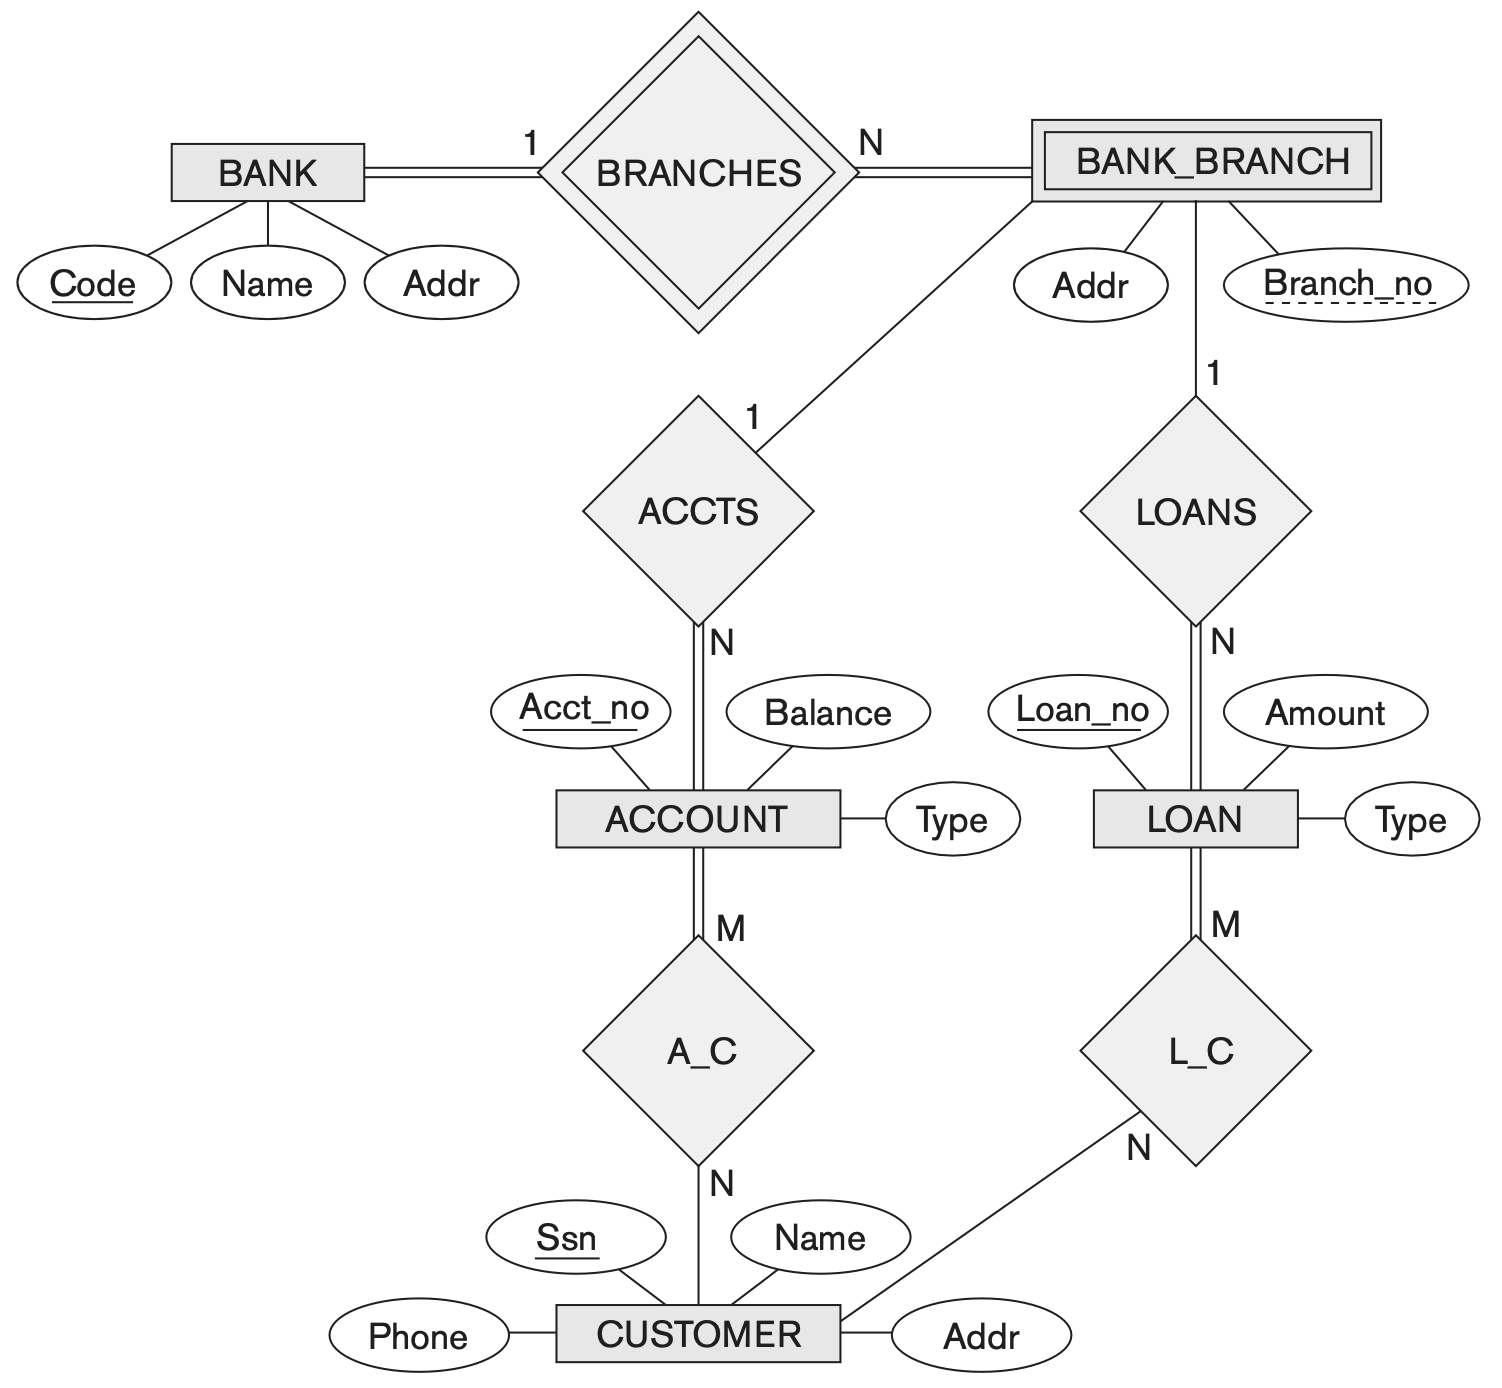 1
N
BANK
BRANCHES
BANK_BRANCH
Code
Name
Addr
Addr
Branch_no
1
1
ACCTS
LOANS
N
N
Acct_no
Balance
Loan_no
Amount
ACCOUNT
Type
LOAN
Type
M
M
A_C
L_C
N
N
Ssn
Name
Phone
CUSTOMER
Addr